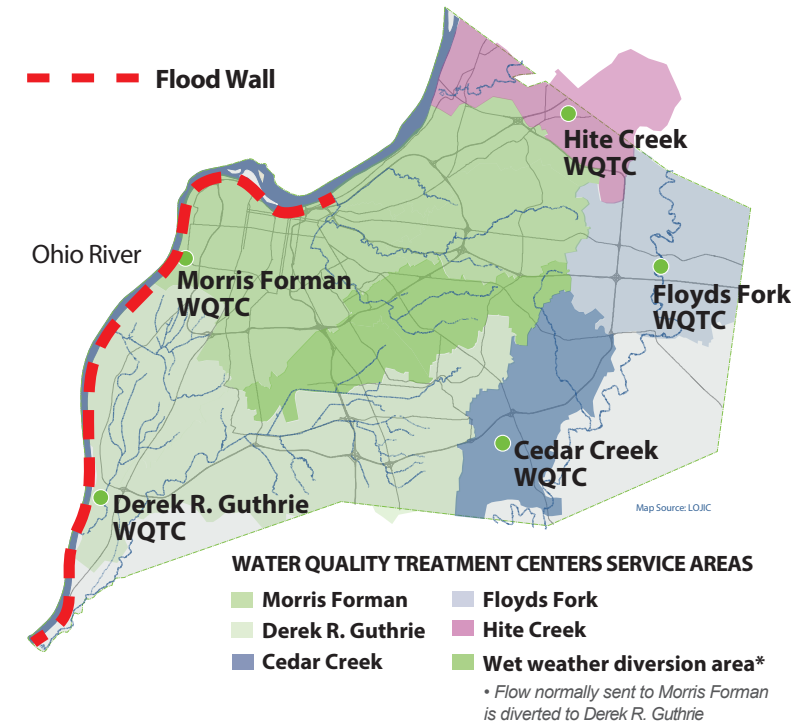 Flood Wall
Hite Creek
WQTC
Ohio River
Morris Forman
WQTC
Floyds Fork
WQTC
Cedar Creek
WQTC
Derek R. Guthrie
WQTC
Map Source: LOJIC
WATER QUALITY TREATMENT CENTERS SERVICE AREAS
Morris Forman
Derek R. Guthrie
Cedar Creek
Floyds Fork
Hite Creek
Wet weather diversion area*
• Flow normally sent to Morris Forman
is diverted to Derek R. Guthrie